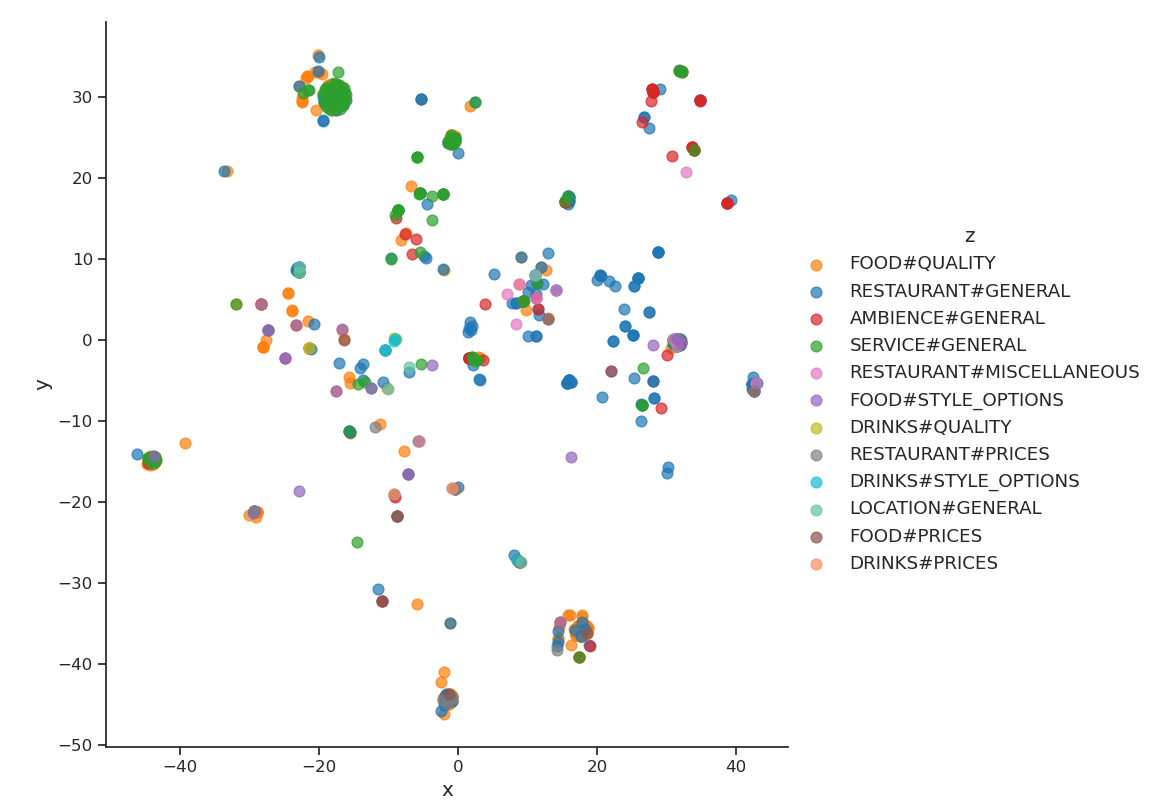 30
20
10
0
−10
−20
−30
−40
−50
y
−40
−20
0
20
40
x
z
FOOD#QUALITY
RESTAURANT#GENERAL
AMBIENCE#GENERAL
SERVICE#GENERAL
RESTAURANT#MISCELLANEOUS
FOOD#STYLE_OPTIONS
DRINKS#QUALITY
RESTAURANT#PRICES
DRINKS#STYLE_OPTIONS
LOCATION#GENERAL
FOOD#PRICES
DRINKS#PRICES